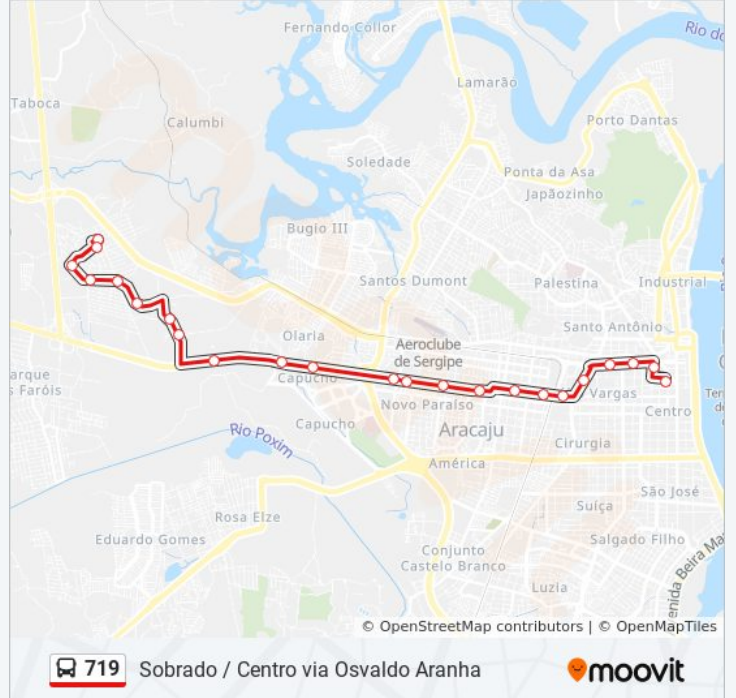 Fernando Collor
Rio do
Lamarão
Taboca
Calumbi
Porto Dantas
Soledade
Ponta da Asa
Japãozinho
Bugio III
Santos Dumont
Palestina
Industrial
Santo Antônio
Olaria
Aeroclube
de Sergipe
arque
s Faróis
Capucho
Novo Paraíso
Vargas
Centro
Ter
de
Capucho
Rio Poxim
Aracaju
Cirurgia
América
São José
Rosa Elze
Suíça
Eduardo Gomes
Salgado Filho
Conjunto
Castelo Branco
Luzia
enida Beira Ma
© OpenStreetMap contributors | © OpenMapTiles
719 Sobrado / Centro via Osvaldo Aranha
moovit